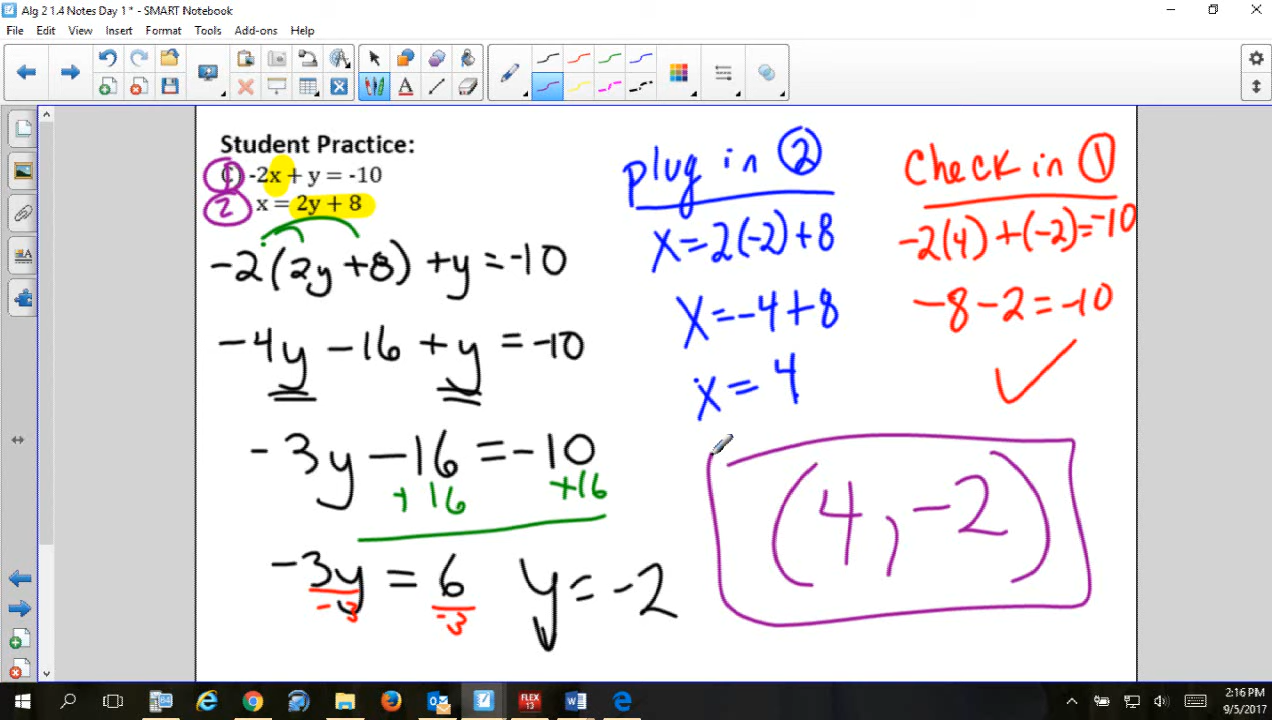 Alg 2 1.4 Notes Day 1 * - SMART Notebook
File Edit View Insert Format Tools Add-ons Help
Student Practice:
① -2x + y = -10
② x = 2y + 8
-2(2y+8) +y = -10
-4y -16 +y = -10
-3y -16 = -10
+16 +16
-3y = 6
-3 -3
y = -2
plug in ②
x=2(-2)+8
x=-4+8
x = 4
Check in ①
-2(4)+(-2)=-10
-8-2=-10
✓
(4,-2)
FLEX
13
2:16 PM
9/5/2017